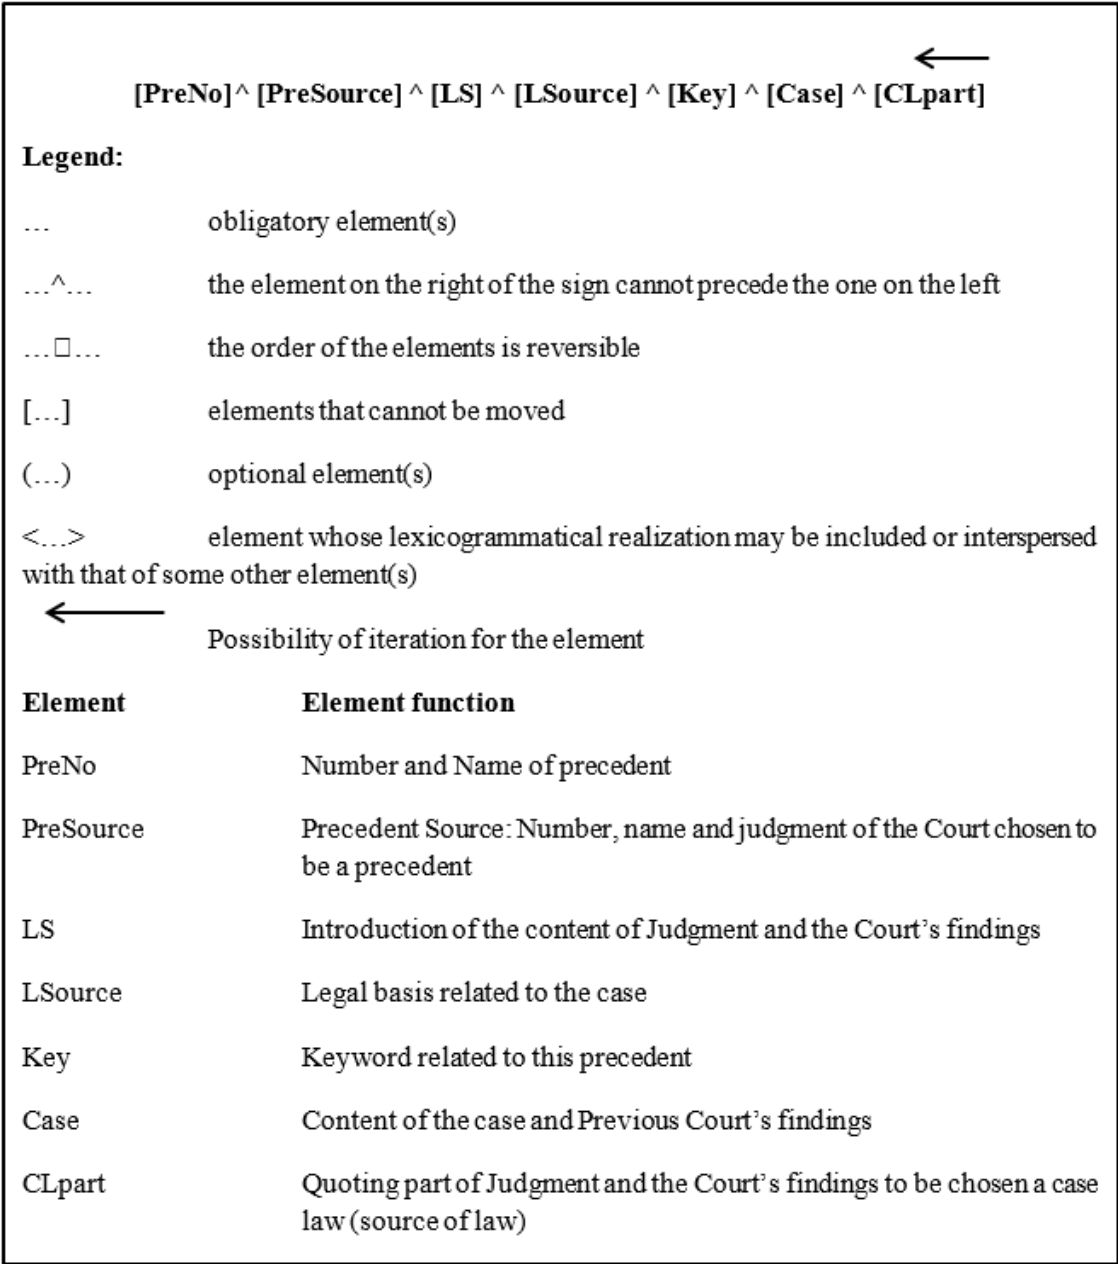 [PreNo]^ [PreSource] ^ [LS] ^ [LSource] ^ [Key] ^ [Case] ^ [CLpart]
Legend:
… obligatory element(s)
…^… the element on the right of the sign cannot precede the one on the left
…□… the order of the elements is reversible
[…] elements that cannot be moved
(…) optional element(s)
<…> element whose lexicogrammatical realization may be included or interspersed
with that of some other element(s)
Possibility of iteration for the element
Element Element function
PreNo Number and Name of precedent
PreSource Precedent Source: Number, name and judgment of the Court chosen to
be a precedent
LS Introduction of the content of Judgment and the Court’s findings
LSource Legal basis related to the case
Key Keyword related to this precedent
Case Content of the case and Previous Court’s findings
CLpart Quoting part of Judgment and the Court’s findings to be chosen a case
law (source of law)